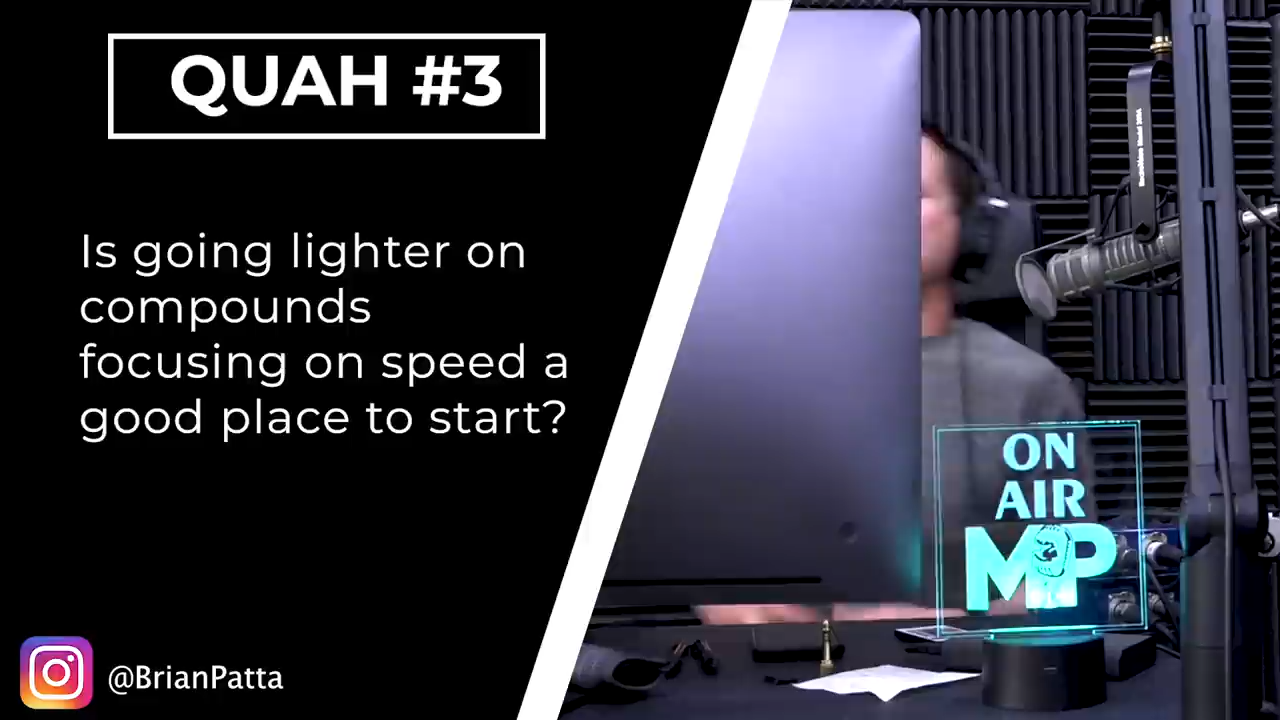 QUAH #3
Is going lighter on
compounds
focusing on speed a
good place to start?
@BrianPatta
ON
AIR
MP